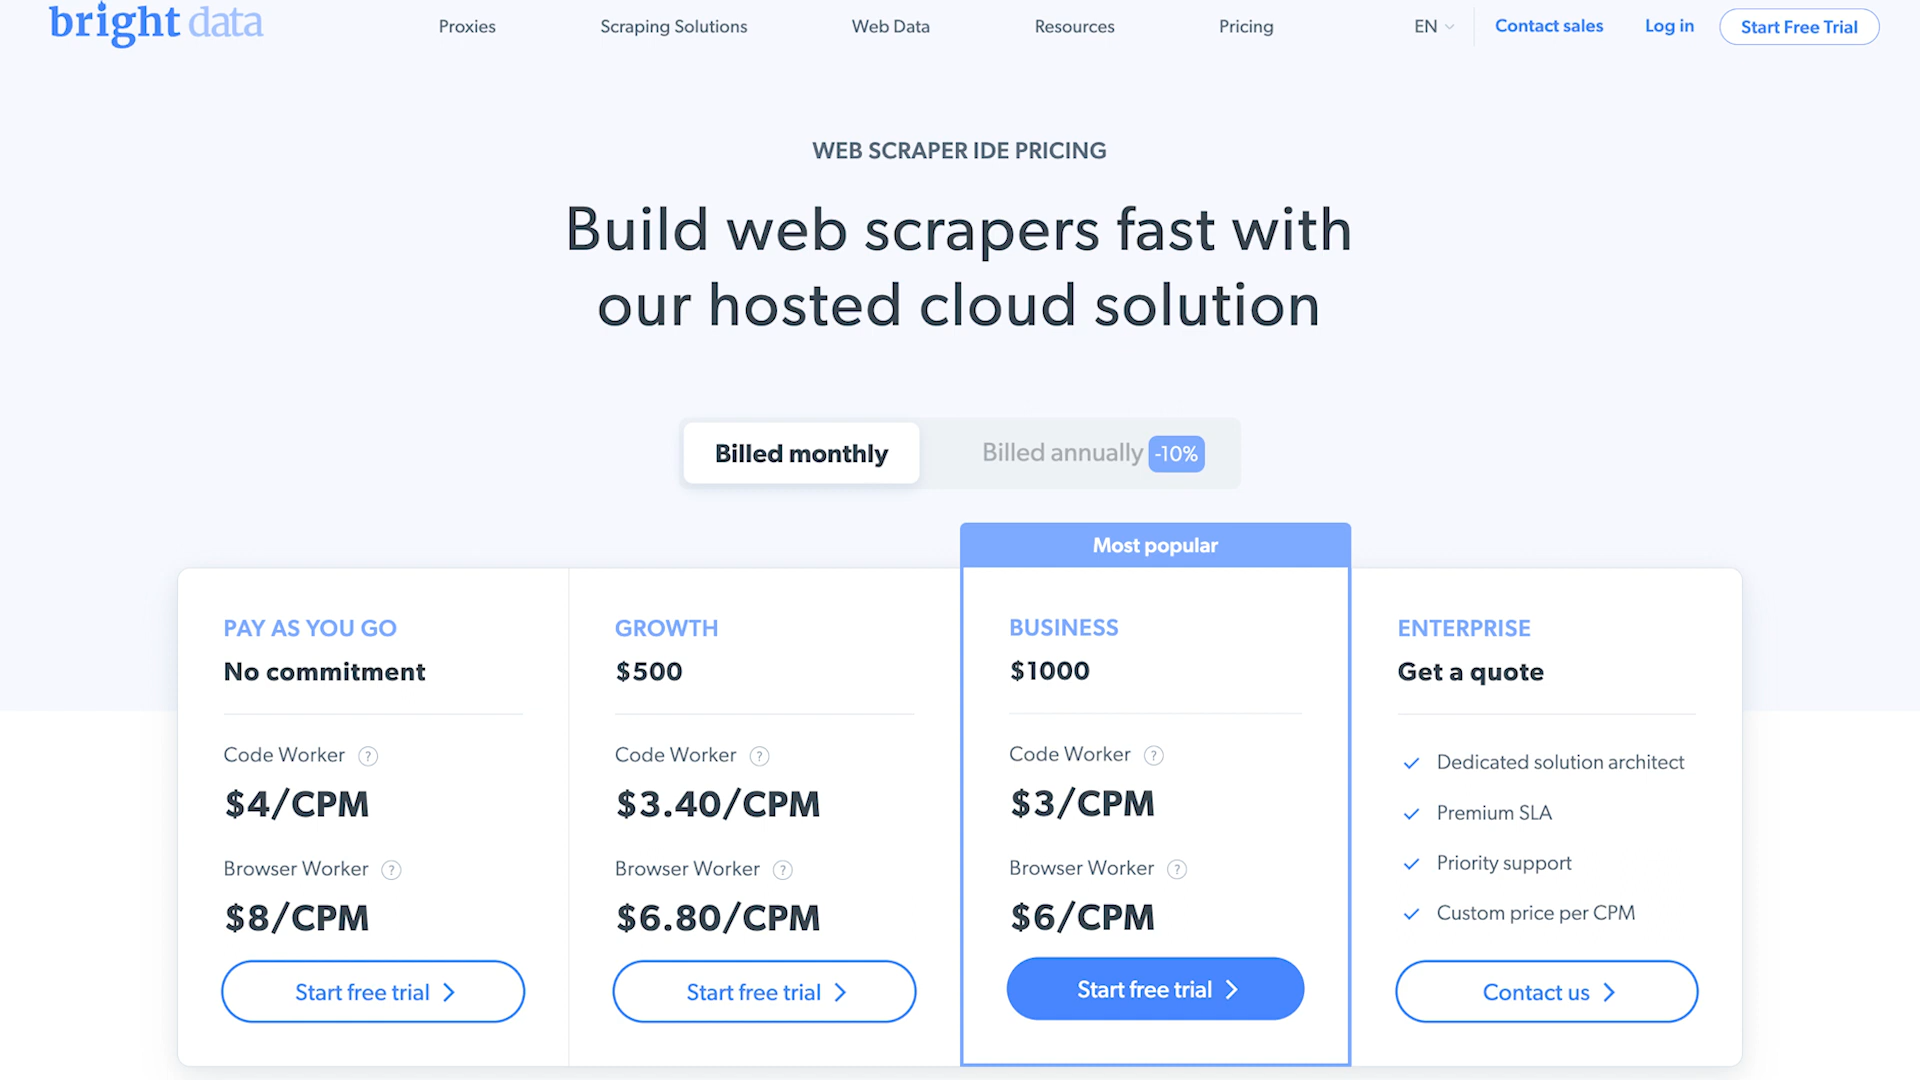 bright data
Proxies
Scraping Solutions
Web Data
Resources
Pricing
EN
Contact sales
Log in
Start Free Trial
WEB SCRAPER IDE PRICING
Build web scrapers fast with
our hosted cloud solution
Billed monthly
Billed annually -10%
Most popular
PAY AS YOU GO
No commitment
Code Worker ?
$4/CPM
Browser Worker ?
$8/CPM
Start free trial
GROWTH
$500
Code Worker ?
$3.40/CPM
Browser Worker ?
$6.80/CPM
Start free trial
BUSINESS
$1000
Code Worker ?
$3/CPM
Browser Worker ?
$6/CPM
Start free trial
ENTERPRISE
Get a quote
Dedicated solution architect
Premium SLA
Priority support
Custom price per CPM
Contact us